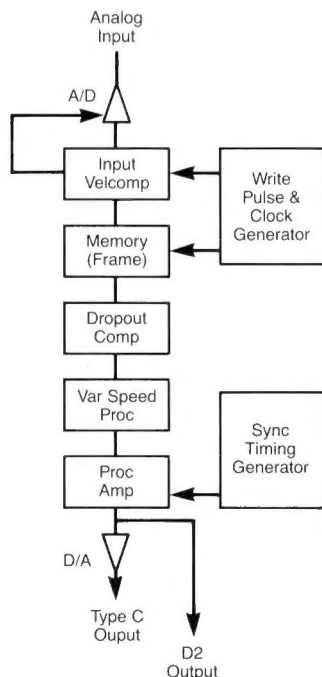 Analog
Input
A/D
Input
Velcomp
Write
Pulse &
Clock
Generator
Memory
(Frame)
Dropout
Comp
Var Speed
Proc
Sync
Timing
Generator
Proc
Amp
D/A
Type C
Ouput
D2
Output